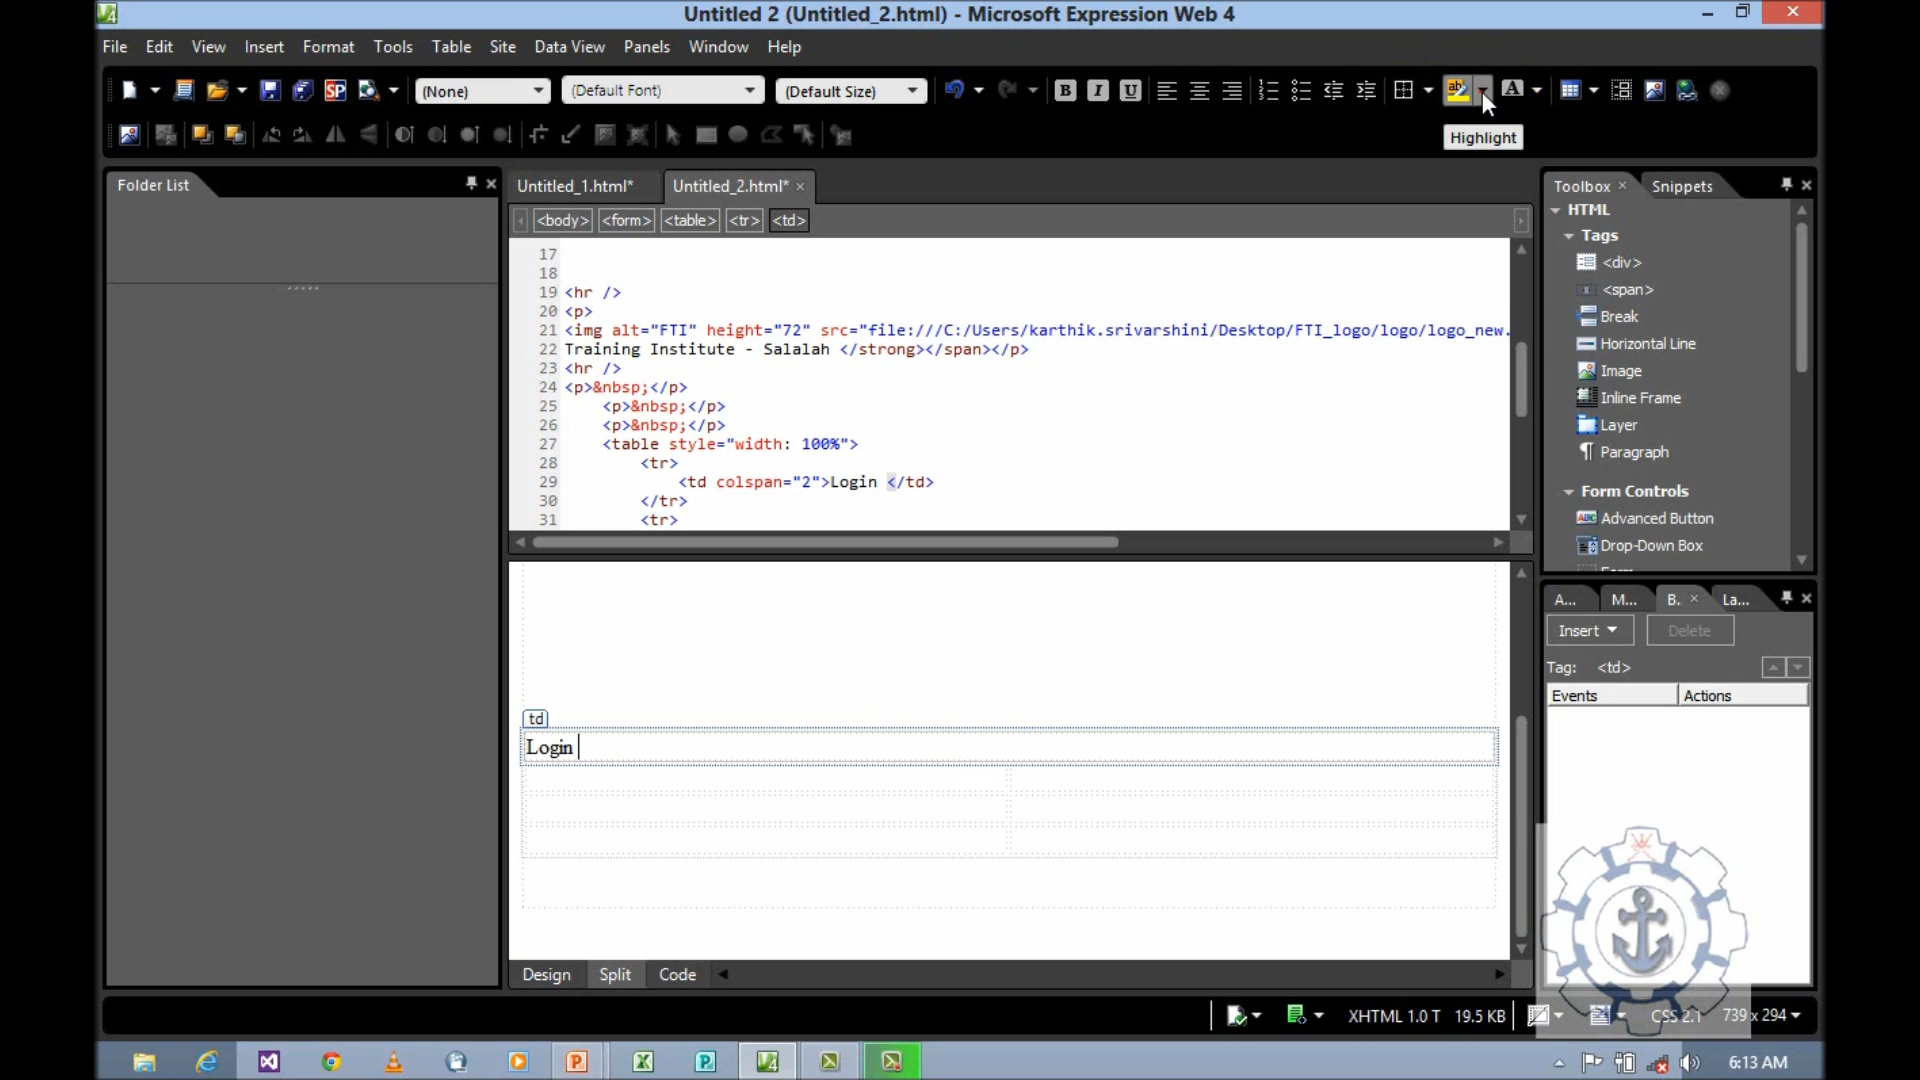 Untitled 2 (Untitled_2.html) - Microsoft Expression Web 4
File Edit View Insert Format Tools Table Site Data View Panels Window Help
(None) (Default Font) (Default Size) B I U A
Highlight
Folder List
Untitled_1.html* Untitled_2.html*
<body> <form> <table> <tr> <td>
17
18
19 <hr />
20 <p>
21 <img alt="FTI" height="72" src="file:///C:/Users/karthik.srivarshini/Desktop/FTI_logo/logo/logo_new.
22 Training Institute - Salalah </strong></span></p>
23 <hr />
24 <p>&nbsp;</p>
25 <p>&nbsp;</p>
26 <p>&nbsp;</p>
27 <table style="width: 100%">
28 <tr>
29 <td colspan="2">Login </td>
30 </tr>
31 <tr>
td
Login
Design Split Code
Toolbox Snippets
HTML
Tags
<div>
<span>
Break
Horizontal Line
Image
Inline Frame
Layer
Paragraph
Form Controls
Advanced Button
Drop-Down Box
A... M... B. La...
Insert Delete
Tag: <td>
Events Actions
XHTML 1.0 T 19.5 KB CSS 2.1 739 x 294
6:13 AM